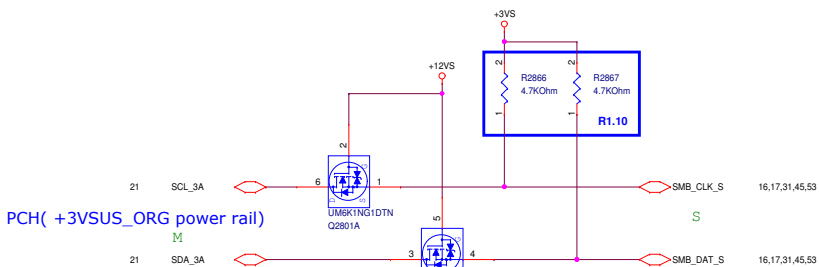 +3VS
+12VS
2
2
R2866
4.7KOhm
R2867
4.7KOhm
1
1
R1.10
2
21
SCL_3A
6
D
G
S
1
SMB_CLK_S
16,17,31,45,53
UM6K1NG1DTN
Q2801A
PCH( +3VSUS_ORG power rail)
S
M
5
21
SDA_3A
3
4
SMB_DAT_S
16,17,31,45,53